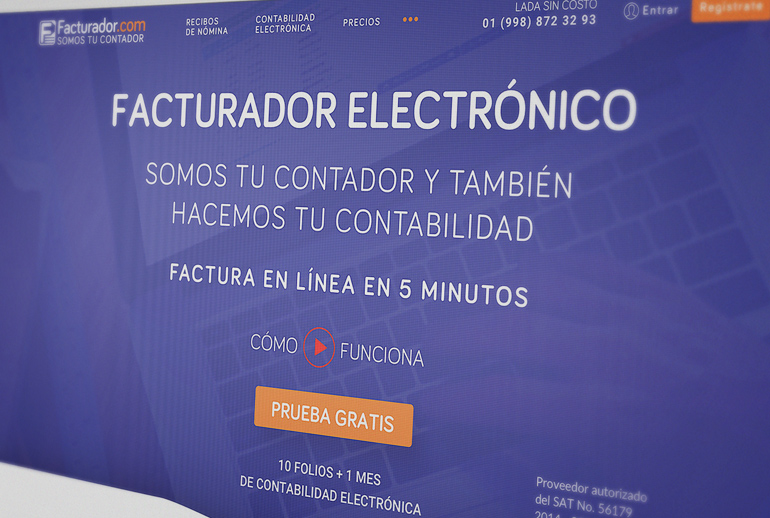 Facturador.com
SOMOS TU CONTADOR
RECIBOS
DE NÓMINA
CONTABILIDAD
ELECTRÓNICA
PRECIOS
LADA SIN COSTO
01 (998) 872 32 93
Entrar
Regístrate
FACTURADOR ELECTRÓNICO
SOMOS TU CONTADOR Y TAMBIÉN
HACEMOS TU CONTABILIDAD
FACTURA EN LÍNEA EN 5 MINUTOS
CÓMO FUNCIONA
PRUEBA GRATIS
10 FOLIOS + 1 MES
DE CONTABILIDAD ELECTRÓNICA
Proveedor autorizado
del SAT No. 56179
2014